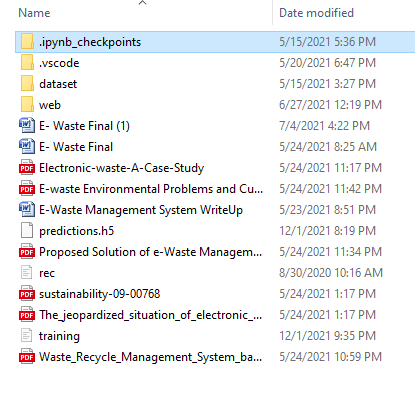 Name Date modified
.ipynb_checkpoints 5/15/2021 5:36 PM
.vscode 5/20/2021 6:47 PM
dataset 5/15/2021 3:27 PM
web 6/27/2021 12:19 PM
E- Waste Final (1) 7/4/2021 4:22 PM
E- Waste Final 5/24/2021 8:25 AM
Electronic-waste-A-Case-Study 5/24/2021 11:17 PM
E-waste Environmental Problems and Cu... 5/24/2021 11:42 PM
E-Waste Management System WriteUp 5/23/2021 8:51 PM
predictions.h5 12/1/2021 8:19 PM
Proposed Solution of e-Waste Managem... 5/24/2021 11:34 PM
rec 8/30/2020 10:16 AM
sustainability-09-00768 5/24/2021 1:17 PM
The_jeopardized_situation_of_electronic_... 5/24/2021 1:17 PM
training 12/1/2021 9:35 PM
Waste_Recycle_Management_System_ba... 5/24/2021 10:59 PM